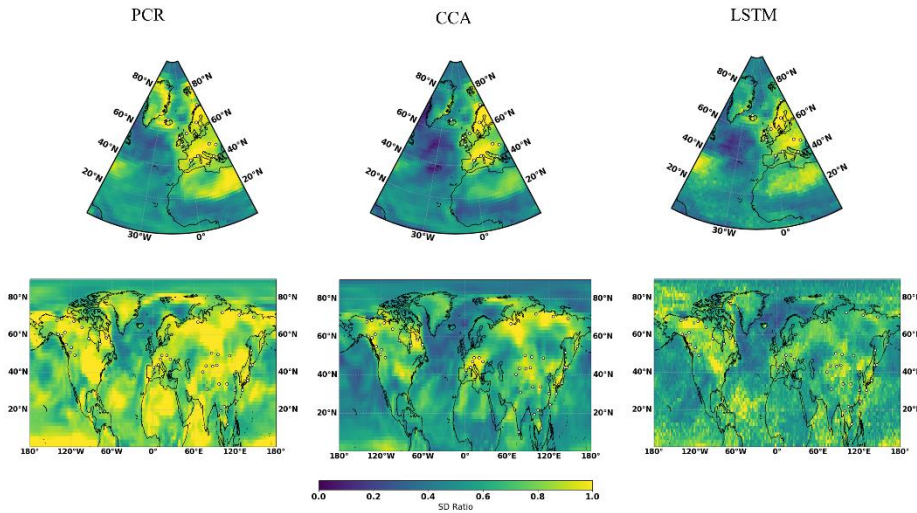 PCR CCA LSTM
80°N 80°N 80°N 80°N 80°N 80°N
60°N 60°N 60°N 60°N 60°N 60°N
40°N 40°N 40°N 40°N 40°N 40°N
20°N 20°N 20°N 20°N 20°N 20°N
30°W 0° 30°W 0° 30°W 0°
80°N 80°N 80°N 80°N 80°N 80°N
60°N 60°N 60°N 60°N 60°N 60°N
40°N 40°N 40°N 40°N 40°N 40°N
20°N 20°N 20°N 20°N 20°N 20°N
180° 120°W 60°W 0° 60°E 120°E 180° 180° 120°W 60°W 0° 60°E 120°E 180° 180° 120°W 60°W 0° 60°E 120°E 180°
0.0 0.2 0.4 0.6 0.8 1.0
SD Ratio